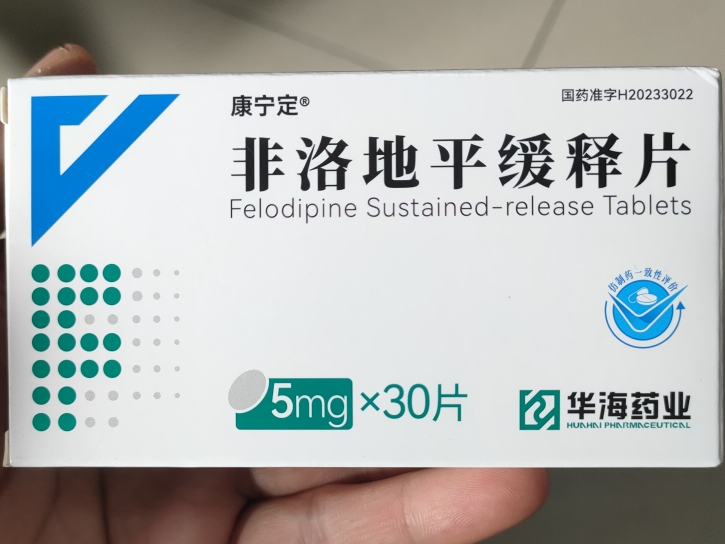 国药准字H20233022
康宁定®
非洛地平缓释片
Felodipine Sustained-release Tablets
仿制药一致性评价
5mg×30片
华海药业
HUAHAI PHARMACEUTICAL